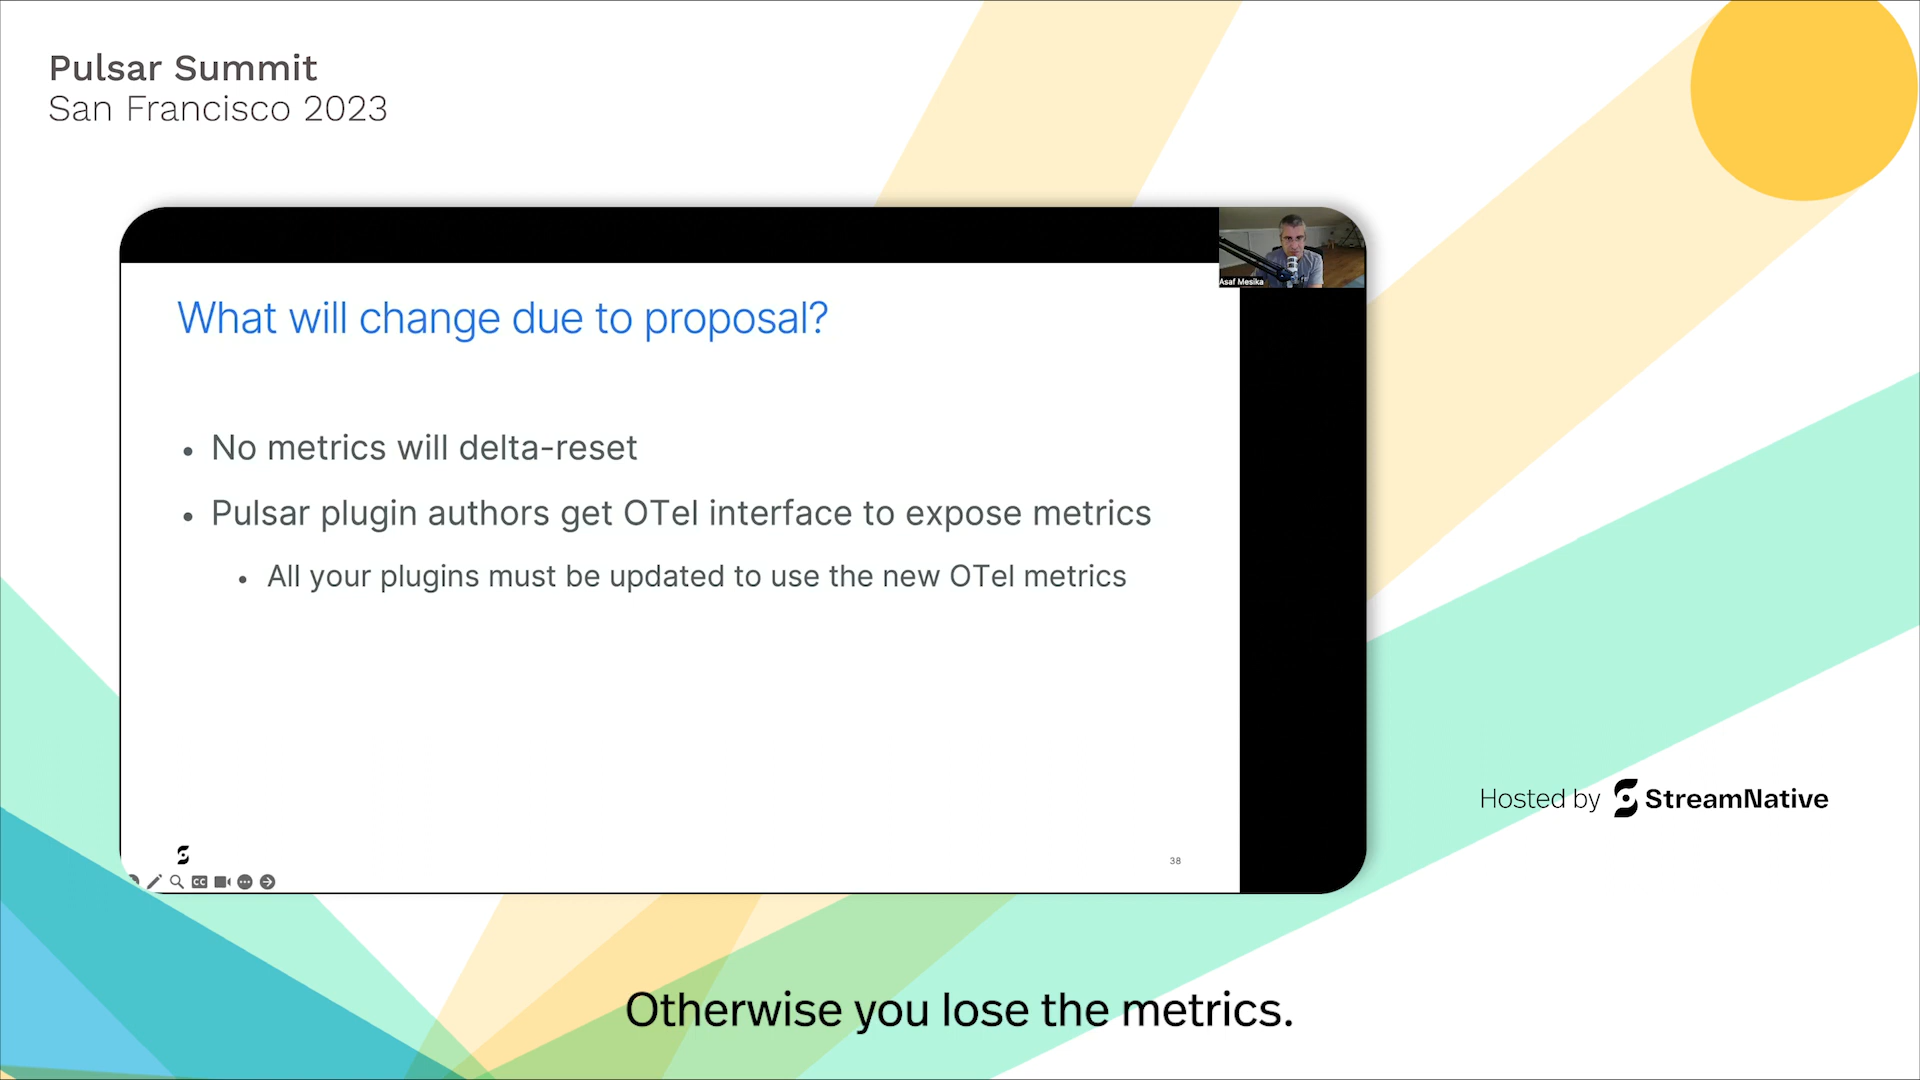 Pulsar Summit
San Francisco 2023
Asaf Mesika
What will change due to proposal?
• No metrics will delta-reset
• Pulsar plugin authors get OTel interface to expose metrics
• All your plugins must be updated to use the new OTel metrics
Hosted by StreamNative
38
CC
Otherwise you lose the metrics.